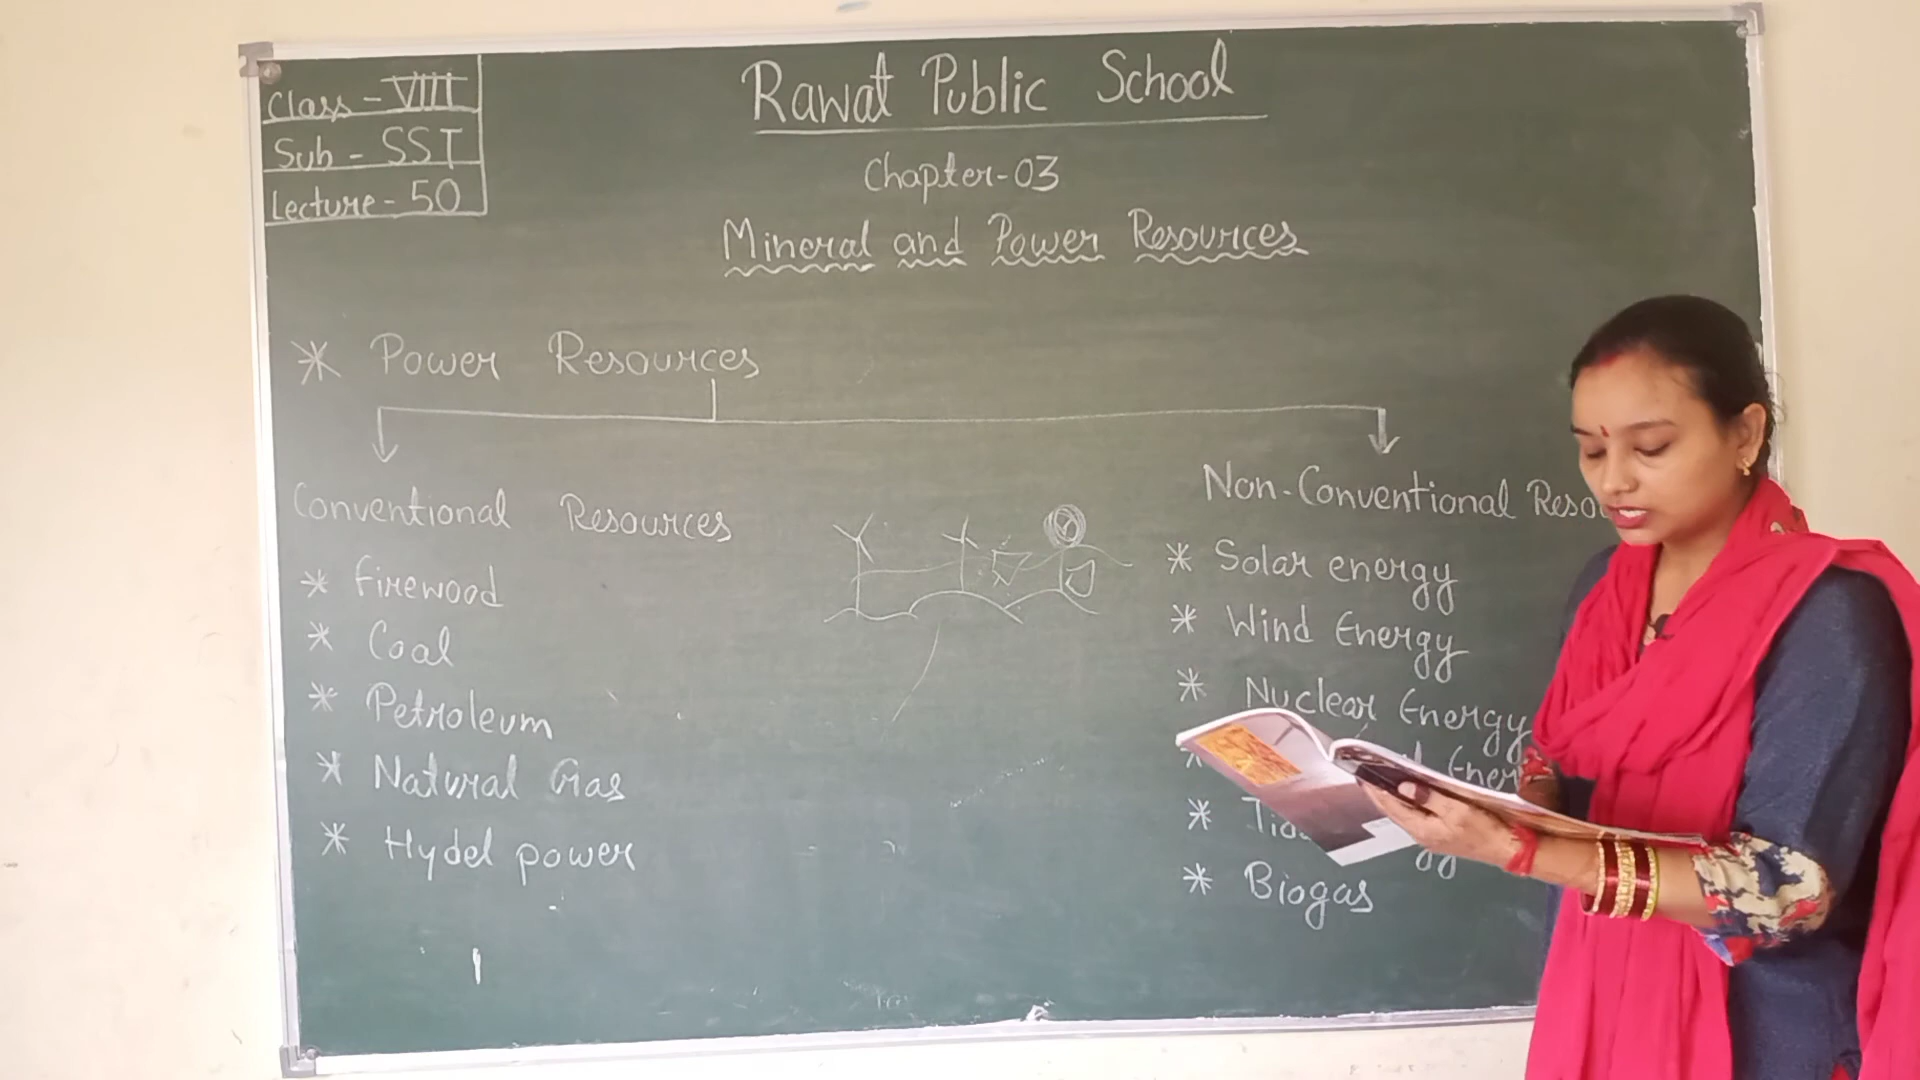 Class - VIII
Sub - SST
Lecture - 50
Rawat Public School
Chapter-03
Mineral and Power Resources
* Power Resources
Conventional Resources
* Firewood
* Coal
* Petroleum
* Natural Gas
* Hydel power
Non-Conventional
* Solar energy
* Wind Energy
* Nuclear Energy
* Biogas